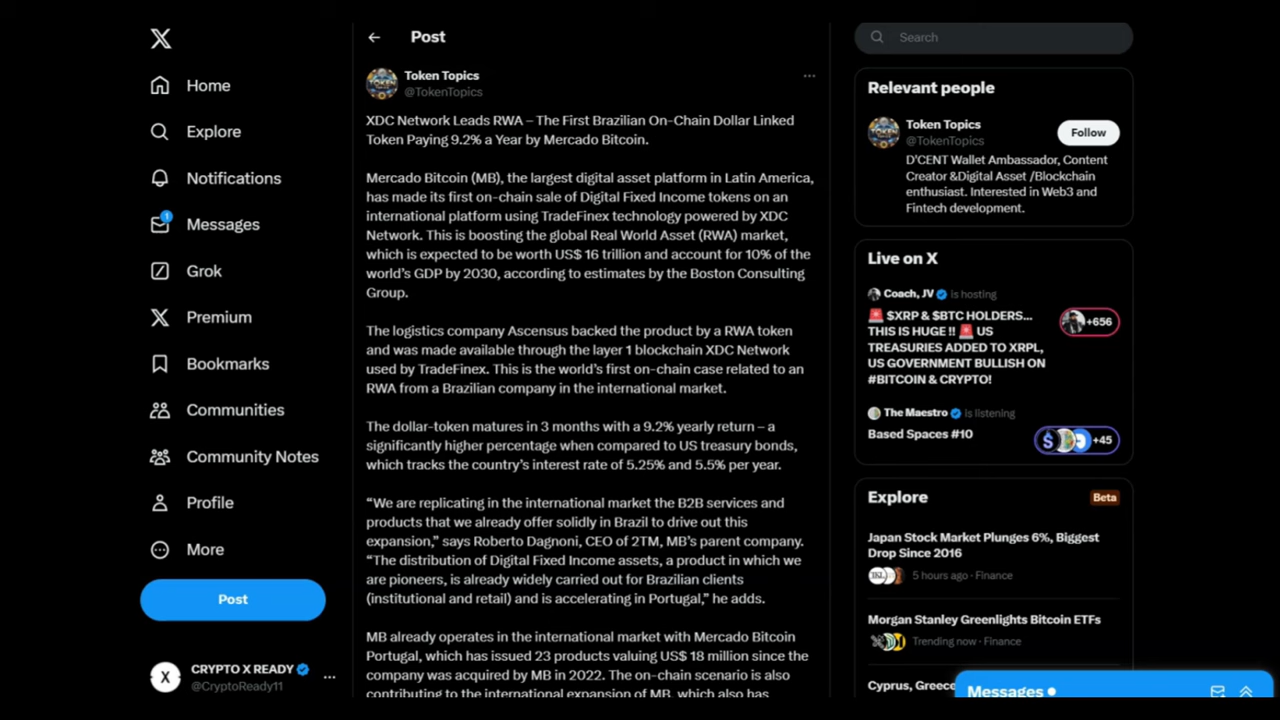 Home
Explore
Notifications
1
Messages
Grok
Premium
Bookmarks
Communities
Community Notes
Profile
More
Post
CRYPTO X READY
@CryptoReady11
Post
Token Topics
@TokenTopics
XDC Network Leads RWA – The First Brazilian On-Chain Dollar Linked
Token Paying 9.2% a Year by Mercado Bitcoin.
Mercado Bitcoin (MB), the largest digital asset platform in Latin America,
has made its first on-chain sale of Digital Fixed Income tokens on an
international platform using TradeFinex technology powered by XDC
Network. This is boosting the global Real World Asset (RWA) market,
which is expected to be worth US$ 16 trillion and account for 10% of the
world's GDP by 2030, according to estimates by the Boston Consulting
Group.
The logistics company Ascensus backed the product by a RWA token
and was made available through the layer 1 blockchain XDC Network
used by TradeFinex. This is the world's first on-chain case related to an
RWA from a Brazilian company in the international market.
The dollar-token matures in 3 months with a 9.2% yearly return – a
significantly higher percentage when compared to US treasury bonds,
which tracks the country's interest rate of 5.25% and 5.5% per year.
“We are replicating in the international market the B2B services and
products that we already offer solidly in Brazil to drive out this
expansion,” says Roberto Dagnoni, CEO of 2TM, MB's parent company.
“The distribution of Digital Fixed Income assets, a product in which we
are pioneers, is already widely carried out for Brazilian clients
(institutional and retail) and is accelerating in Portugal,” he adds.
MB already operates in the international market with Mercado Bitcoin
Portugal, which has issued 23 products valuing US$ 18 million since the
company was acquired by MB in 2022. The on-chain scenario is also
contributing to the international expansion of MB, which also has
Search
Relevant people
Token Topics
@TokenTopics
Follow
D'CENT Wallet Ambassador, Content
Creator &Digital Asset /Blockchain
enthusiast. Interested in Web3 and
Fintech development.
Live on X
Coach, JV is hosting
🚨 $XRP & $BTC HOLDERS...
THIS IS HUGE !! 🚨 US
TREASURIES ADDED TO XRPL,
US GOVERNMENT BULLISH ON
#BITCOIN & CRYPTO!
+656
The Maestro is listening
Based Spaces #10
+45
Explore
Beta
Japan Stock Market Plunges 6%, Biggest
Drop Since 2016
5 hours ago · Finance
Morgan Stanley Greenlights Bitcoin ETFs
Trending now · Finance
Cyprus, Greece
Messages